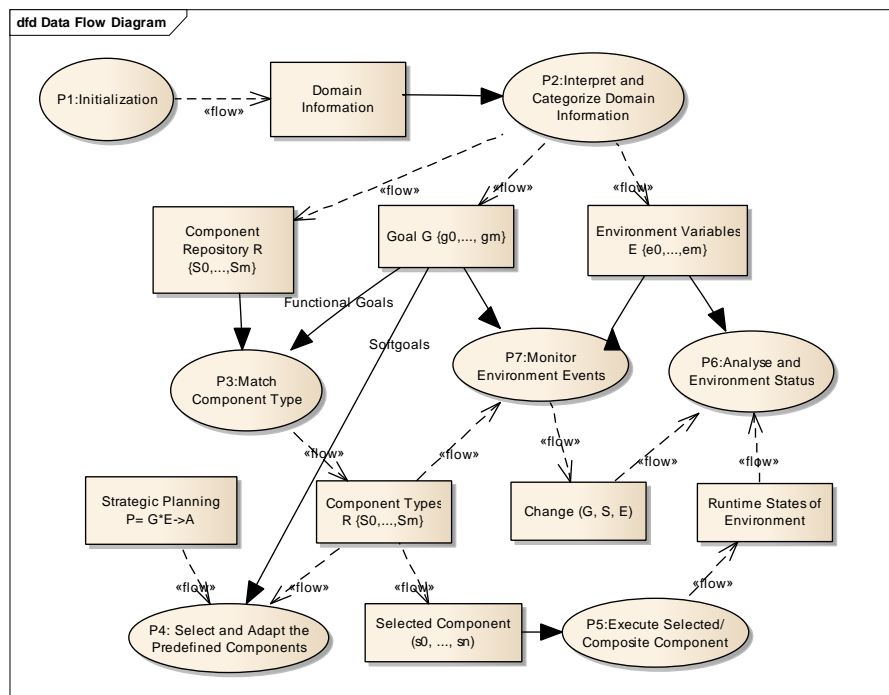 dfd Data Flow Diagram
P1:Initialization
«flow»
Domain
Information
P2:Interpret and
Categorize Domain
Information
«flow»
«flow»
«flow»
Component
Repository R
{S0,...,Sm}
Goal G {g0,..., gm}
Environment Variables
E {e0,...,em}
Functional Goals
Softgoals
P3:Match
Component Type
P7:Monitor
Environment Events
P6:Analyse and
Environment Status
«flow»
«flow»
«flow»
«flow»
«flow»
Strategic Planning
P= G*E->A
Component Types
R {S0,...,Sm}
Change (G, S, E)
Runtime States of
Environment
«flow»
«flow»
«flow»
«flow»
P4: Select and Adapt the
Predefined Components
Selected Component
(s0, ..., sn)
P5:Execute Selected/
Composite Component